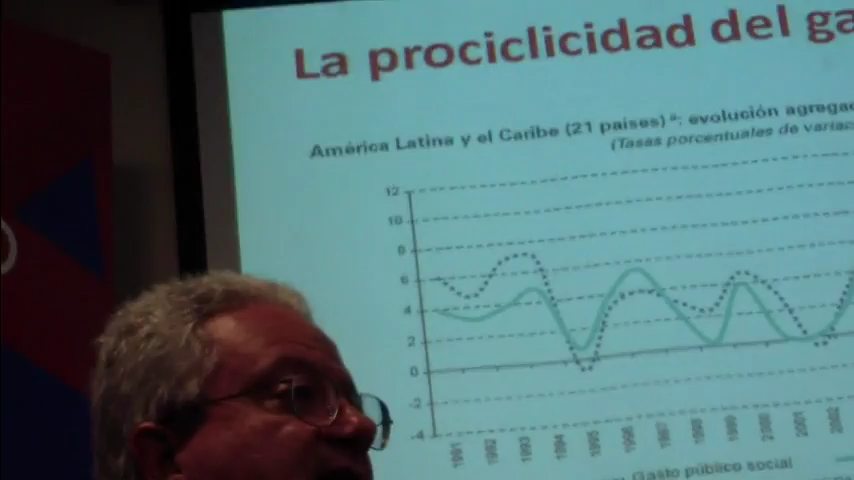 La prociclicidad del ga
América Latina y el Caribe (21 países) a: evolución agrega
(Tasas porcentuales de variac
12
10
8
6
4
2
0
-2
-4
1991 1992 1993 1994 1995 1996 1997 1998 1999 2000 2001 2002
Gasto público social